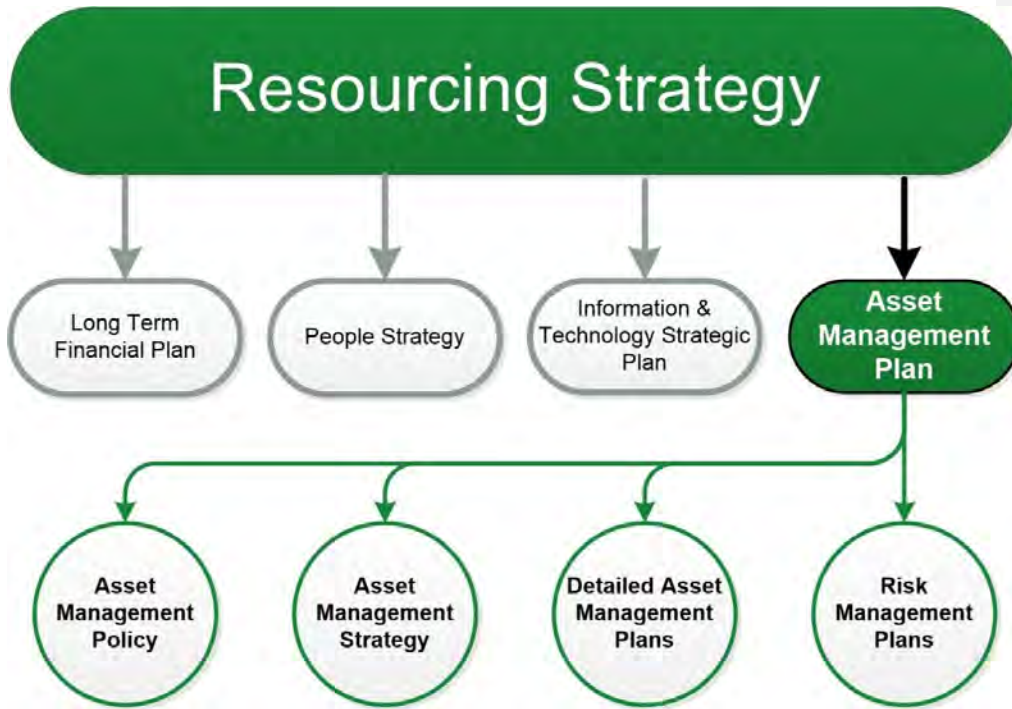 Resourcing Strategy
Long Term
Financial Plan
People Strategy
Information &
Technology Strategic
Plan
Asset
Management
Plan
Asset
Management
Policy
Asset
Management
Strategy
Detailed Asset
Management
Plans
Risk
Management
Plans